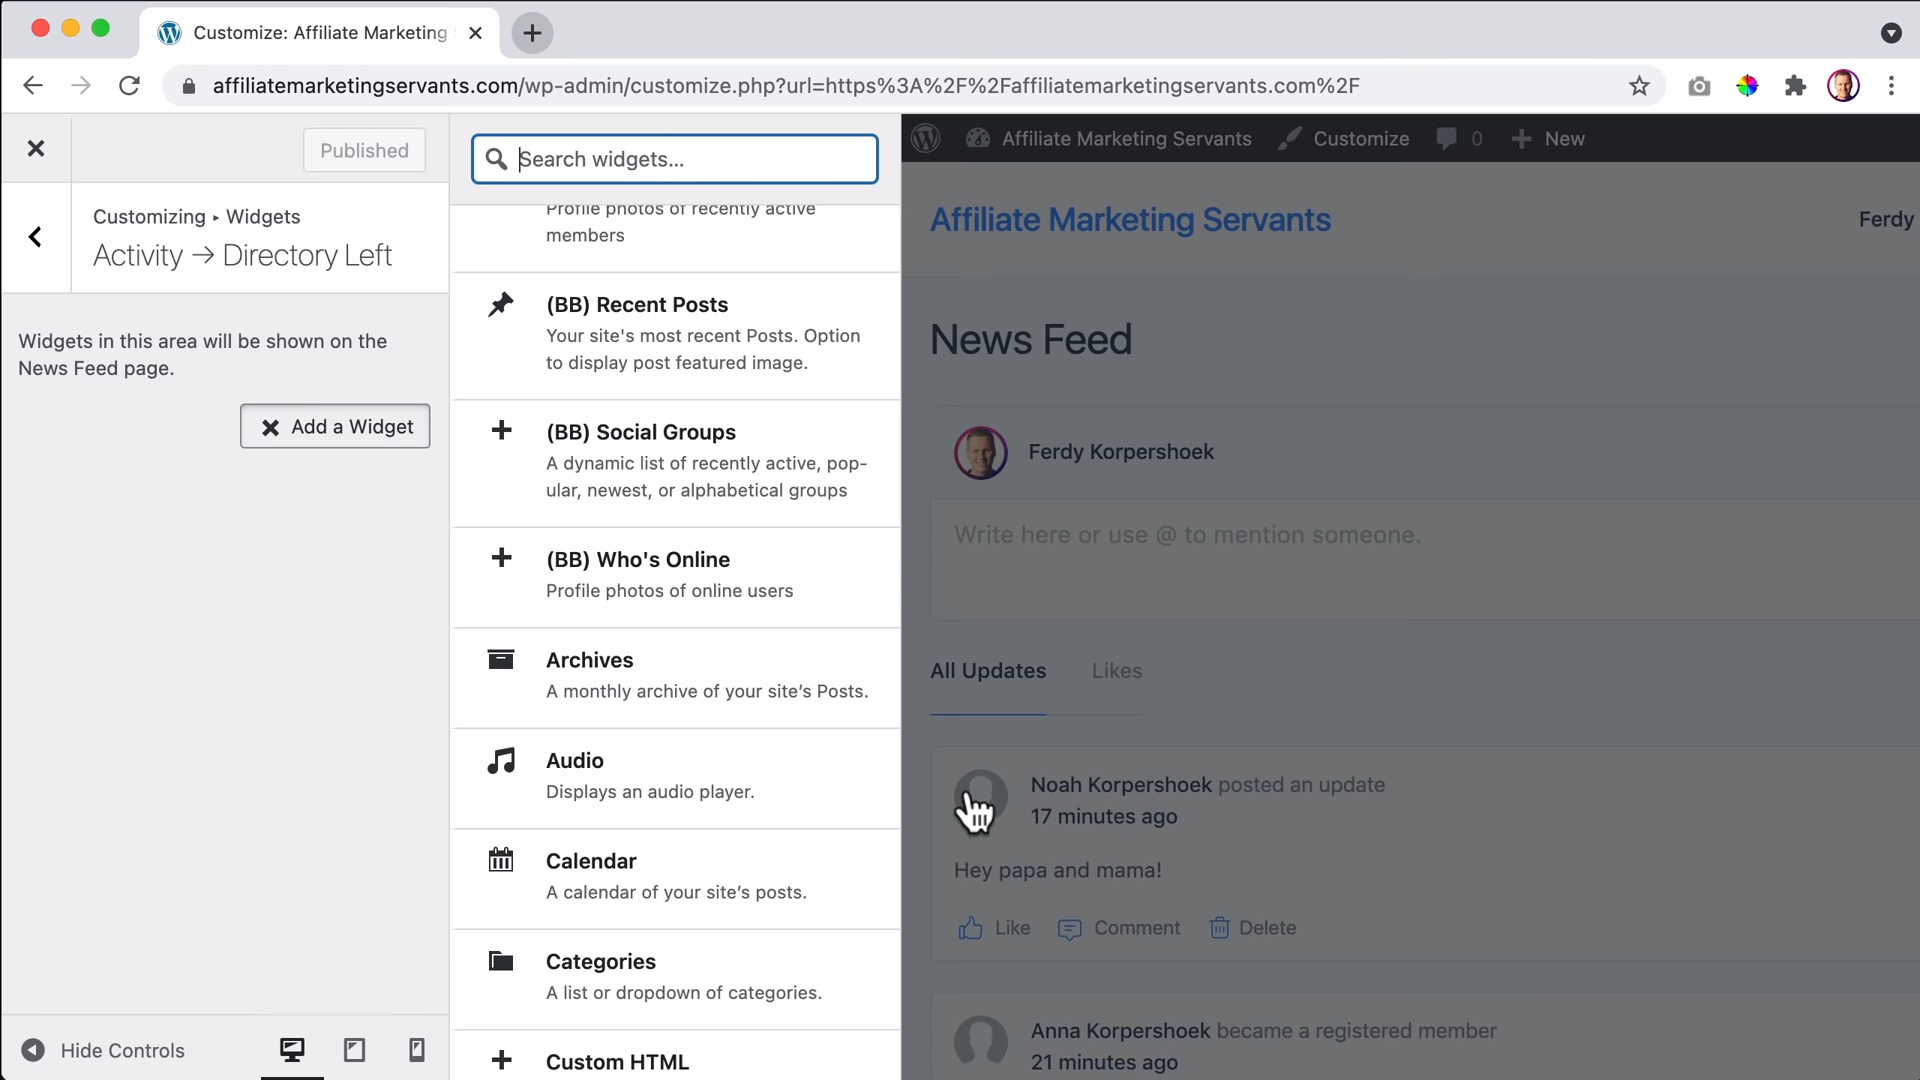 Customize: Affiliate Marketing
affiliatemarketingservants.com/wp-admin/customize.php?url=https%3A%2F%2Faffiliatemarketingservants.com%2F
Published
Customizing ▸ Widgets
Activity → Directory Left
Widgets in this area will be shown on the
News Feed page.
Add a Widget
Hide Controls
Search widgets...
Profile photos of recently active
members
(BB) Recent Posts
Your site's most recent Posts. Option
to display post featured image.
(BB) Social Groups
A dynamic list of recently active, pop-
ular, newest, or alphabetical groups
(BB) Who's Online
Profile photos of online users
Archives
A monthly archive of your site’s Posts.
Audio
Displays an audio player.
Calendar
A calendar of your site’s posts.
Categories
A list or dropdown of categories.
Custom HTML
Affiliate Marketing Servants Customize 0 New
Affiliate Marketing Servants Ferdy
News Feed
Ferdy Korpershoek
Write here or use @ to mention someone.
All Updates Likes
Noah Korpershoek posted an update
17 minutes ago
Hey papa and mama!
Like Comment Delete
Anna Korpershoek became a registered member
21 minutes ago